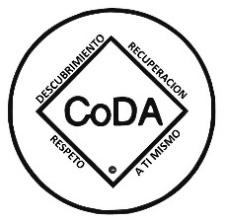 DESCUBRIMIENTO
RECUPERACION
CoDA
RESPETO
A TI MISMO
©